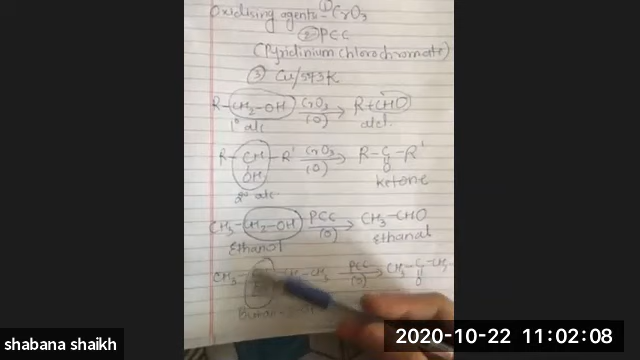 Oxidising agents - ① CrO3
② PCC
(Pyridinium chlorochromate)
③ Cu/573K
R-CH2-OH CrO3 (O) → R-CHO
1° alc ald.
R-CH-R' CrO3 (O) → R-C-R'
OH O
2° alc ketone
CH3-CH2-OH PCC (O) → CH3-CHO
Ethanol Ethanal
CH3- -CH3 PCC (O) → CH3-C-CH3
O
shabana shaikh
2020-10-22 11:02:08